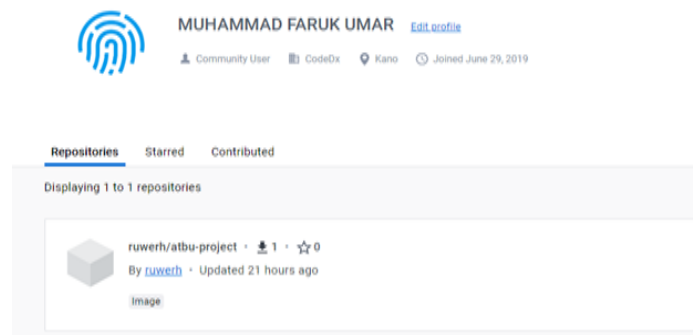 MUHAMMAD FARUK UMAR Edit profile
Community User CodeDx Kano Joined June 29, 2019
Repositories Starred Contributed
Displaying 1 to 1 repositories
ruwerh/atbu-project • 1 • 0
By ruwerh • Updated 21 hours ago
Image